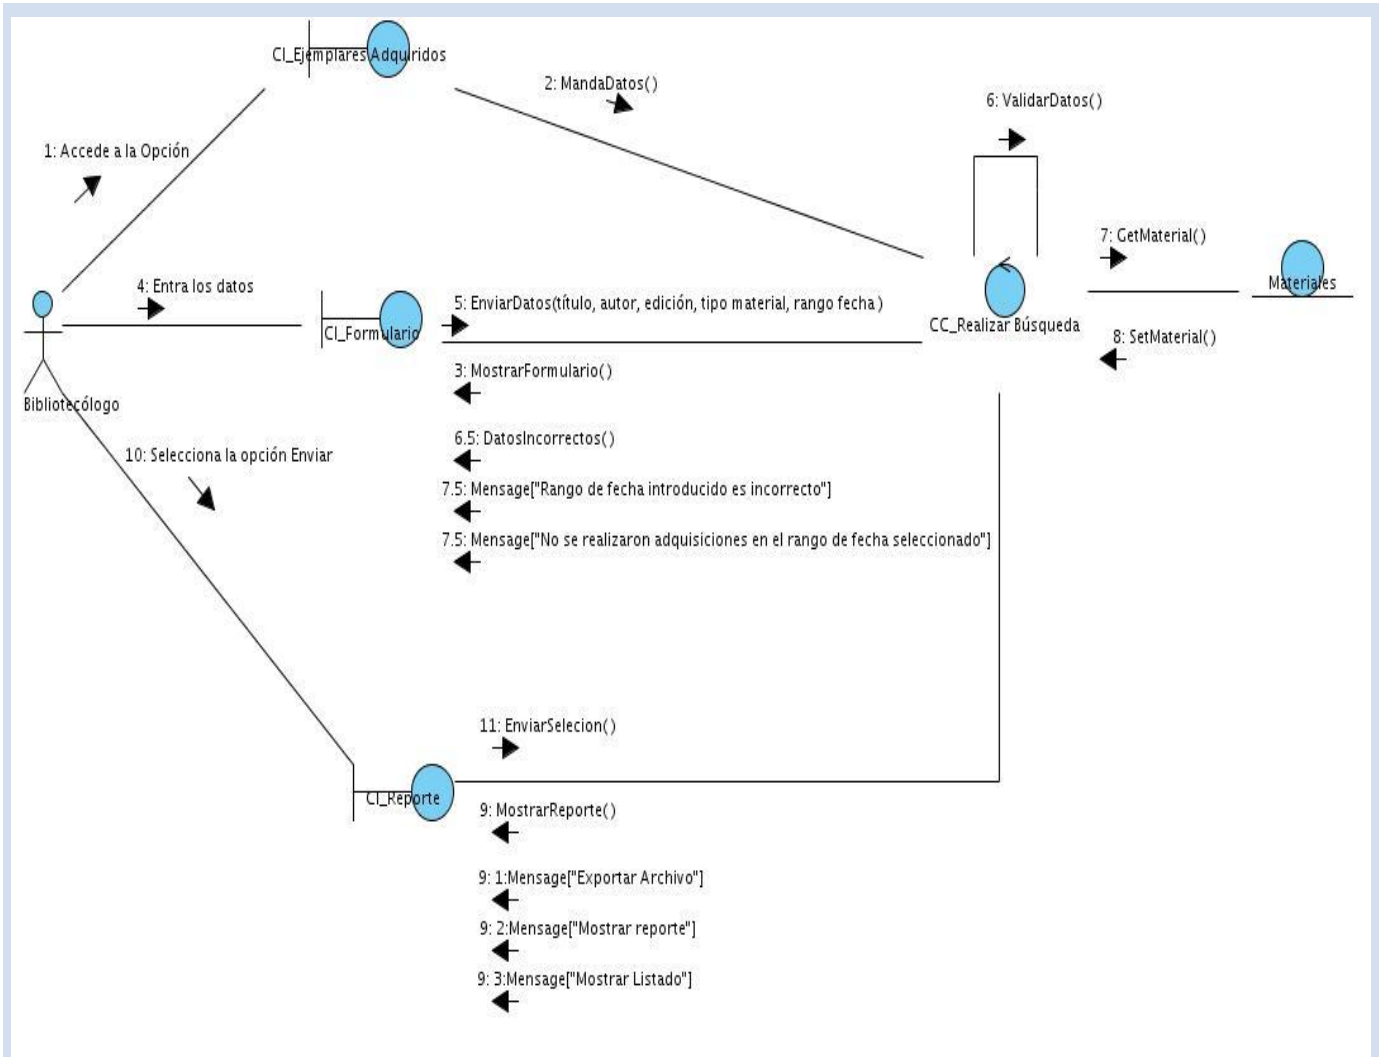 CI_Ejemplares Adquiridos
2: MandaDatos()
6: ValidarDatos()
1: Accede a la Opción
7: GetMaterial()
4: Entra los datos
Materiales
5: EnviarDatos(título, autor, edición, tipo material, rango fecha )
CI_Formulario
CC_Realizar Búsqueda
8: SetMaterial()
3: MostrarFormulario()
Bibliotecólogo
6.5: DatosIncorrectos()
10: Selecciona la opción Enviar
7.5: Mensage["Rango de fecha introducido es incorrecto"]
7.5: Mensage["No se realizaron adquisiciones en el rango de fecha seleccionado"]
11: EnviarSelecion()
CI_Reporte
9: MostrarReporte()
9: 1:Mensage["Exportar Archivo"]
9: 2:Mensage["Mostrar reporte"]
9: 3:Mensage["Mostrar Listado"]